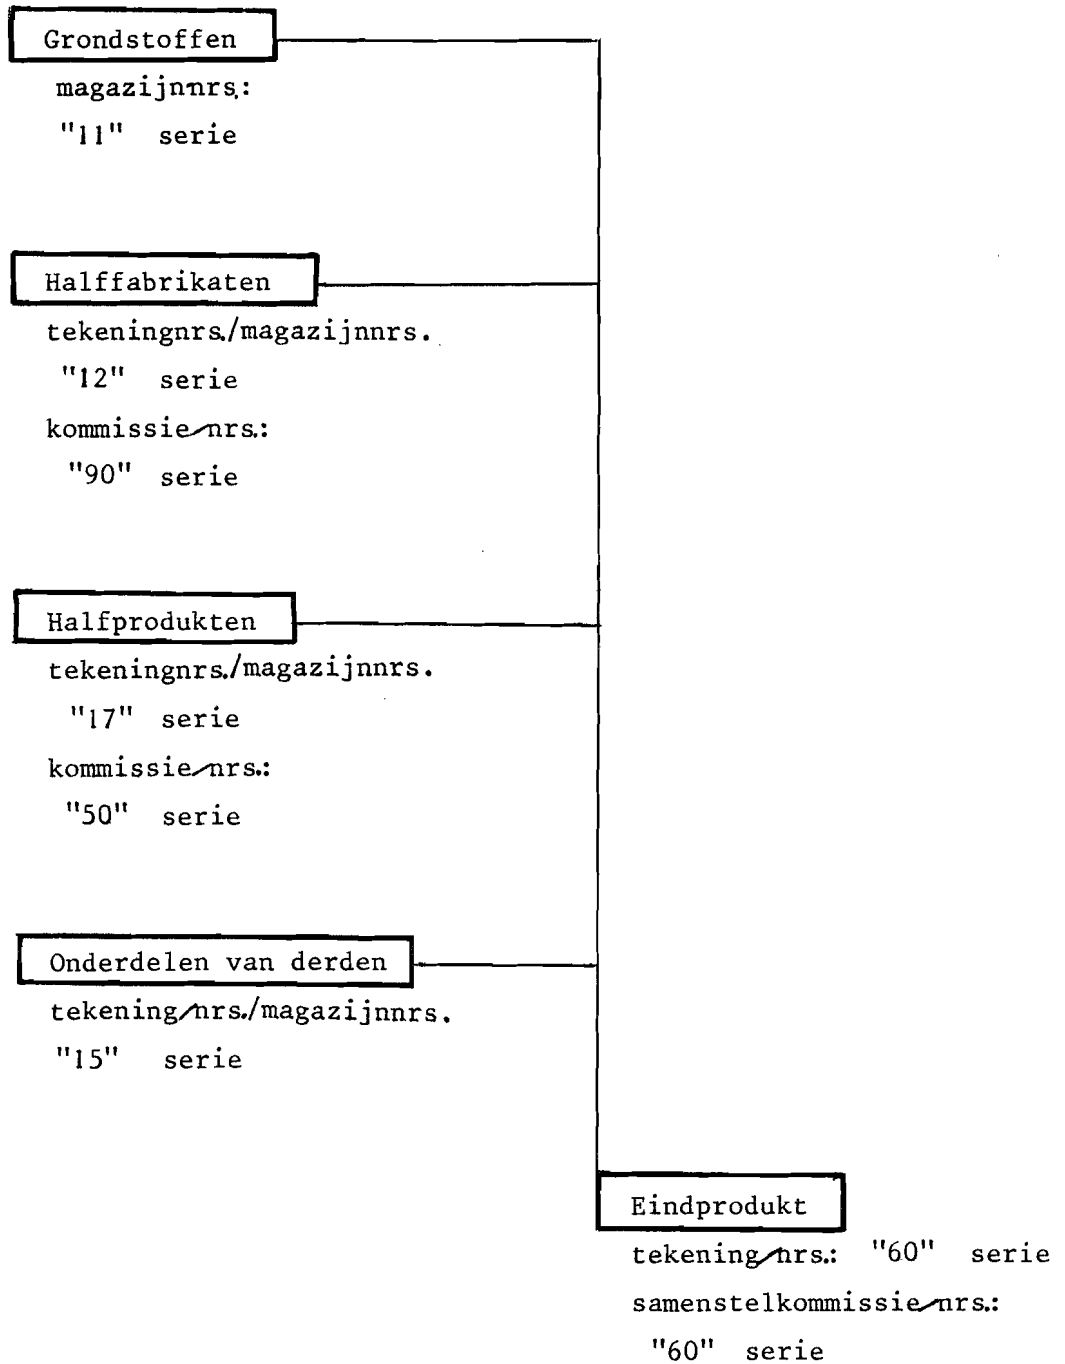 Grondstoffen
magazijnnrs.:
"11" serie
Halffabrikaten
tekeningnrs./magazijnnrs.
"12" serie
kommissie nrs.:
"90" serie
Halfprodukten
tekeningnrs./magazijnnrs.
"17" serie
kommissie nrs.:
"50" serie
Onderdelen van derden
tekening nrs./magazijnnrs.
"15" serie
Eindprodukt
tekening nrs.: "60" serie
samenstelkommissie nrs.:
"60" serie